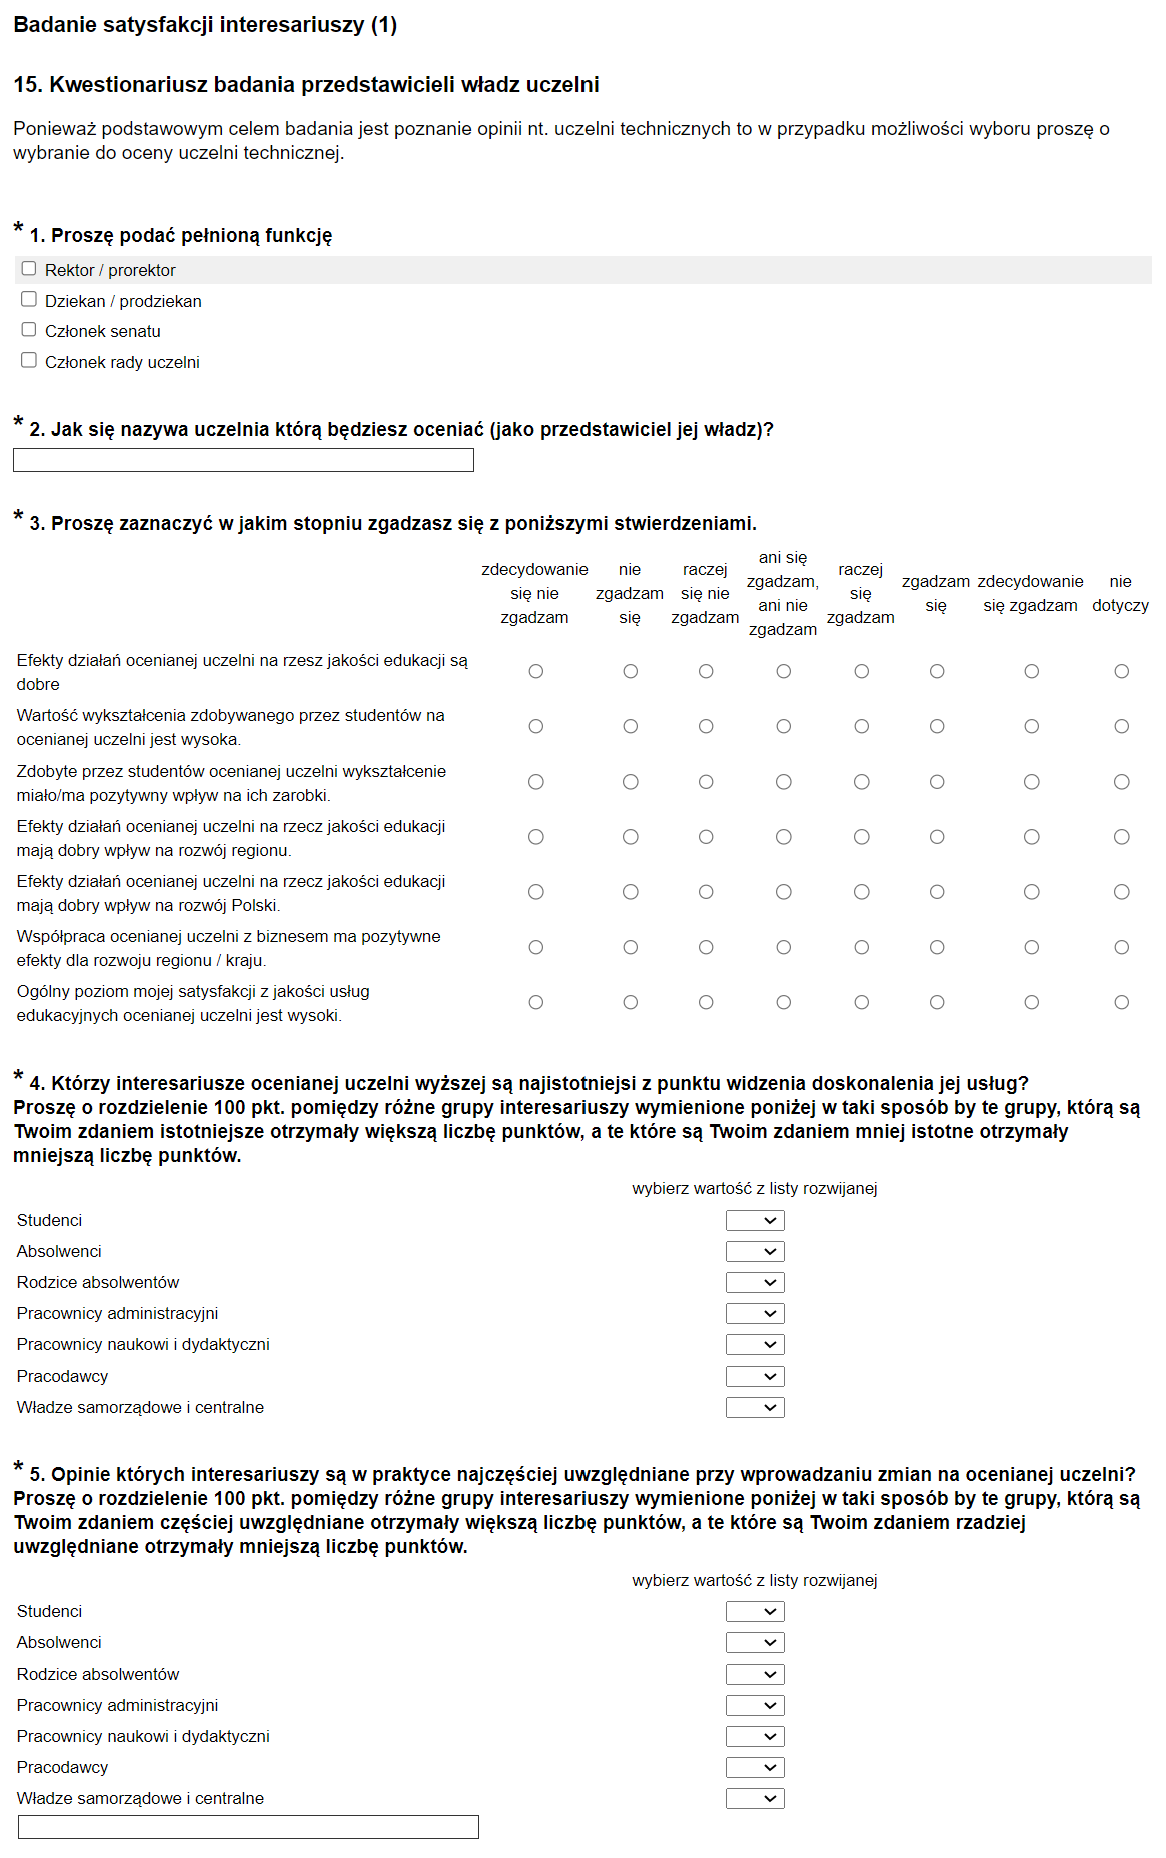 Badanie satysfakcji interesariuszy (1)
15. Kwestionariusz badania przedstawicieli władz uczelni
Ponieważ podstawowym celem badania jest poznanie opinii nt. uczelni technicznych to w przypadku możliwości wyboru proszę o
wybranie do oceny uczelni technicznej.
* 1. Proszę podać pełnioną funkcję
Rektor / prorektor
Dziekan / prodziekan
Członek senatu
Członek rady uczelni
* 2. Jak się nazywa uczelnia którą będziesz oceniać (jako przedstawiciel jej władz)?
* 3. Proszę zaznaczyć w jakim stopniu zgadzasz się z poniższymi stwierdzeniami.
zdecydowanie
się nie
zgadzam
nie
zgadzam
się
raczej
się nie
zgadzam
ani się
zgadzam,
ani nie
zgadzam
raczej
się
zgadzam
zgadzam
się
zdecydowanie
się zgadzam
nie
dotyczy
Efekty działań ocenianej uczelni na rzesz jakości edukacji są
dobre
Wartość wykształcenia zdobywanego przez studentów na
ocenianej uczelni jest wysoka.
Zdobyte przez studentów ocenianej uczelni wykształcenie
miało/ma pozytywny wpływ na ich zarobki.
Efekty działań ocenianej uczelni na rzecz jakości edukacji
mają dobry wpływ na rozwój regionu.
Efekty działań ocenianej uczelni na rzecz jakości edukacji
mają dobry wpływ na rozwój Polski.
Współpraca ocenianej uczelni z biznesem ma pozytywne
efekty dla rozwoju regionu / kraju.
Ogólny poziom mojej satysfakcji z jakości usług
edukacyjnych ocenianej uczelni jest wysoki.
* 4. Którzy interesariusze ocenianej uczelni wyższej są najistotniejsi z punktu widzenia doskonalenia jej usług?
Proszę o rozdzielenie 100 pkt. pomiędzy różne grupy interesariuszy wymienione poniżej w taki sposób by te grupy, którą są
Twoim zdaniem istotniejsze otrzymały większą liczbę punktów, a te które są Twoim zdaniem mniej istotne otrzymały
mniejszą liczbę punktów.
wybierz wartość z listy rozwijanej
Studenci
Absolwenci
Rodzice absolwentów
Pracownicy administracyjni
Pracownicy naukowi i dydaktyczni
Pracodawcy
Władze samorządowe i centralne
* 5. Opinie których interesariuszy są w praktyce najczęściej uwzględniane przy wprowadzaniu zmian na ocenianej uczelni?
Proszę o rozdzielenie 100 pkt. pomiędzy różne grupy interesariuszy wymienione poniżej w taki sposób by te grupy, którą są
Twoim zdaniem częściej uwzględniane otrzymały większą liczbę punktów, a te które są Twoim zdaniem rzadziej
uwzględniane otrzymały mniejszą liczbę punktów.
wybierz wartość z listy rozwijanej
Studenci
Absolwenci
Rodzice absolwentów
Pracownicy administracyjni
Pracownicy naukowi i dydaktyczni
Pracodawcy
Władze samorządowe i centralne